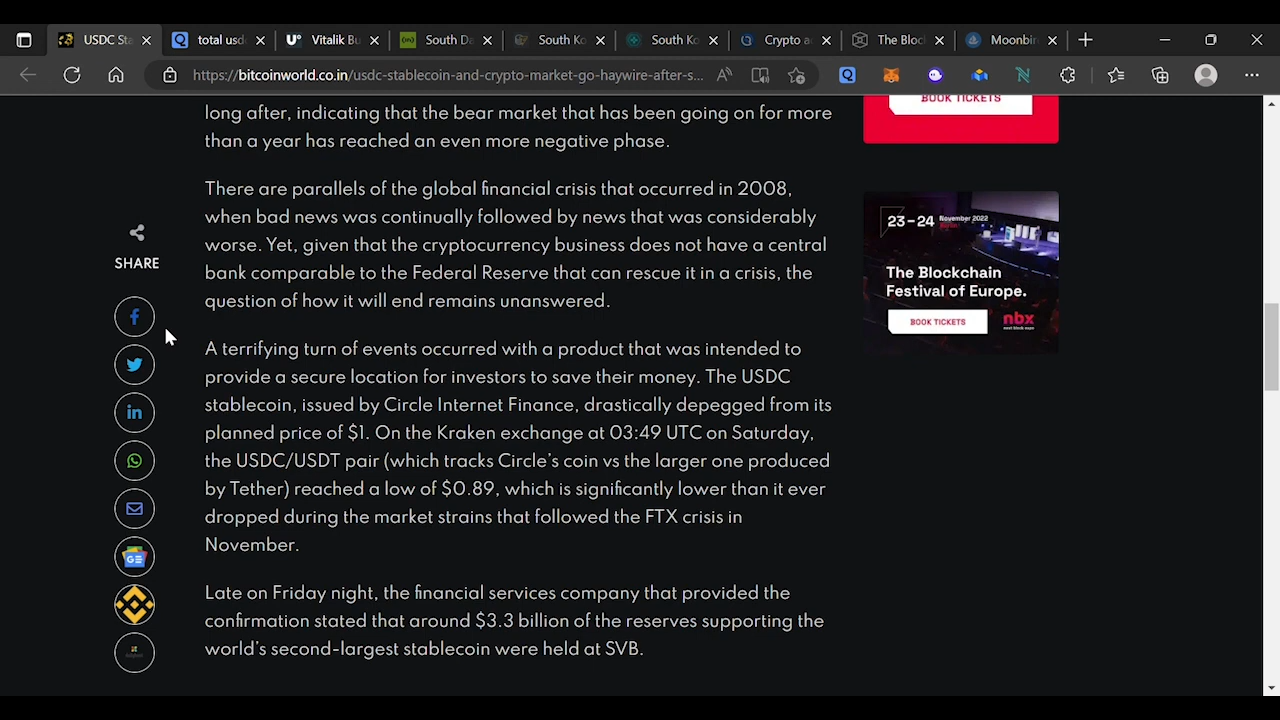 USDC Sta
total usd
Vitalik Bu
South Da
South Ko
South Ko
Crypto a
The Bloc
Moonbir
https://bitcoinworld.co.in/usdc-stablecoin-and-crypto-market-go-haywire-after-s...
long after, indicating that the bear market that has been going on for more
than a year has reached an even more negative phase.
BOOK TICKETS
There are parallels of the global financial crisis that occurred in 2008,
when bad news was continually followed by news that was considerably
worse. Yet, given that the cryptocurrency business does not have a central
bank comparable to the Federal Reserve that can rescue it in a crisis, the
question of how it will end remains unanswered.
23-24 November 2022
The Blockchain
Festival of Europe.
BOOK TICKETS
nbx
next block expo
SHARE
A terrifying turn of events occurred with a product that was intended to
provide a secure location for investors to save their money. The USDC
stablecoin, issued by Circle Internet Finance, drastically depegged from its
planned price of $1. On the Kraken exchange at 03:49 UTC on Saturday,
the USDC/USDT pair (which tracks Circle's coin vs the larger one produced
by Tether) reached a low of $0.89, which is significantly lower than it ever
dropped during the market strains that followed the FTX crisis in
November.
Late on Friday night, the financial services company that provided the
confirmation stated that around $3.3 billion of the reserves supporting the
world's second-largest stablecoin were held at SVB.